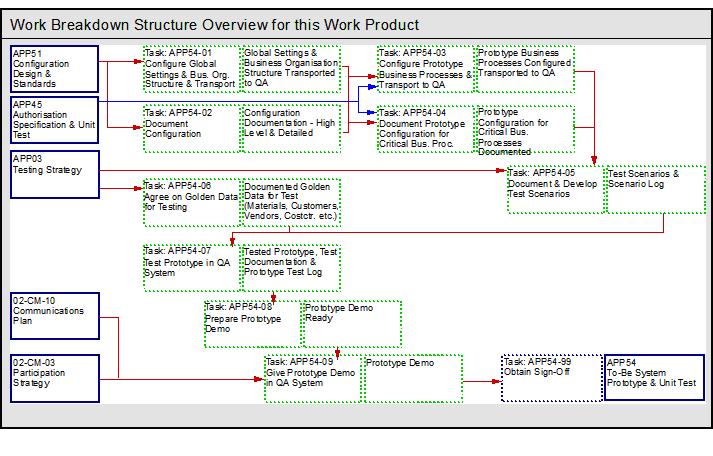 Work Breakdown Structure Overview for this Work Product
APP51
Configuration
Design &
Standards
Task: APP54-01
Configure Global
Settings & Bus. Org.
Structure & Transport
Global Settings &
Business Organisation
Structure Transported
to QA
Task: APP54-03
Configure Prototype
Business Processes &
Transport to QA
Prototype Business
Processes Configured
Transported to QA
APP45
Authorisation
Specification & Unit
Test
Task: APP54-02
Document
Configuration
Configuration
Documentation - High
Level & Detailed
Task: APP54-04
Document Prototype
Configuration for
Critical Bus. Proc.
Prototype
Configuration for
Critical Bus.
Processes
Documented
APP03
Testing Strategy
Task: APP54-05
Document & Develop
Test Scenarios
Test Scenarios &
Scenario Log
Task: APP54-06
Agree on Golden Data
for Testing
Documented Golden
Data for Test
(Materials, Customers,
Vendors, Costctr. etc.)
Task: APP54-07
Test Prototype in QA
System
Tested Prototype, Test
Documentation &
Prototype Test Log
02-CM-10
Communications
Plan
Task: APP54-08
Prepare Prototype
Demo
Prototype Demo
Ready
02-CM-03
Participation
Strategy
Task: APP54-09
Give Prototype Demo
in QA System
Prototype Demo
Task: APP54-99
Obtain Sign-Off
APP54
To-Be System
Prototype & Unit Test